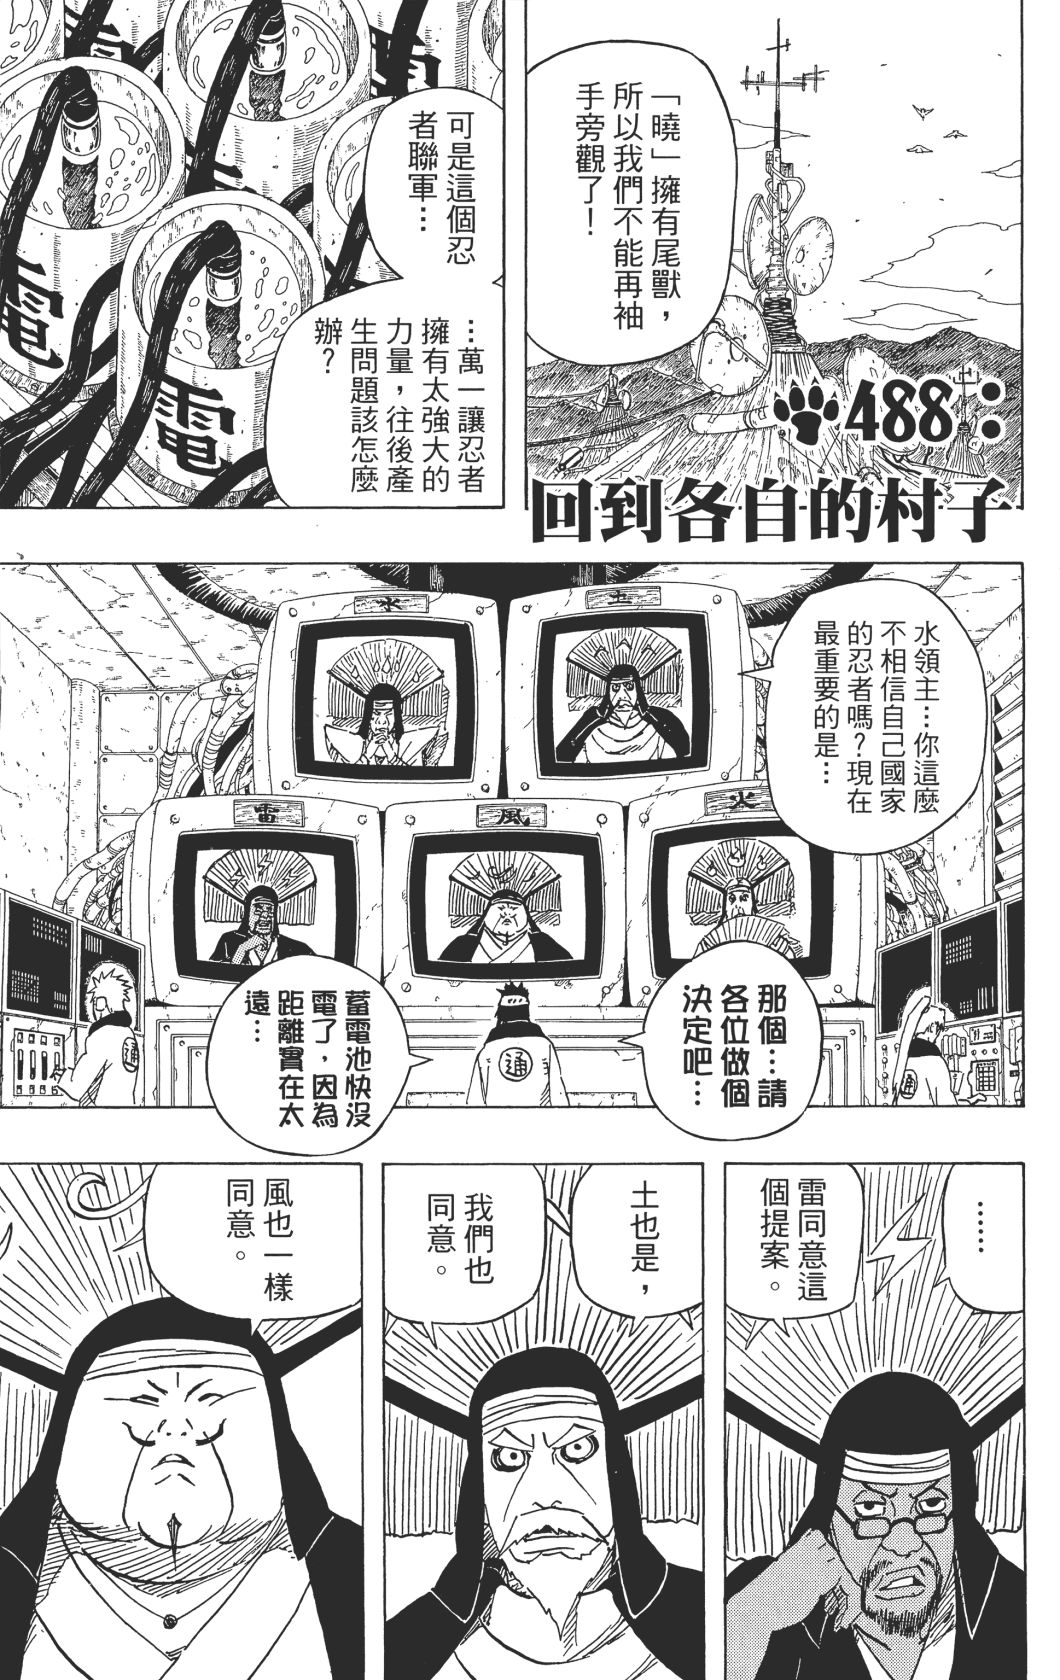 「曉」擁有尾獸，
所以我們不能再袖
手旁觀了！
488：
回到各自的村子
可是這個忍
者聯軍…
…萬一讓忍者
擁有太強大的
力量，往後產
生問題該怎麼
辦？
電
電
電
水領主…你這麼
不相信自己國家
的忍者嗎？現在
最重要的是…
土
水
火
風
雷
那個…請
各位做個
決定吧…
蓄電池快沒
電了，因為
距離實在太
遠…
通
通
通
……
雷同意這
個提案。
土也是，
我們也
同意。
風也一樣
同意。